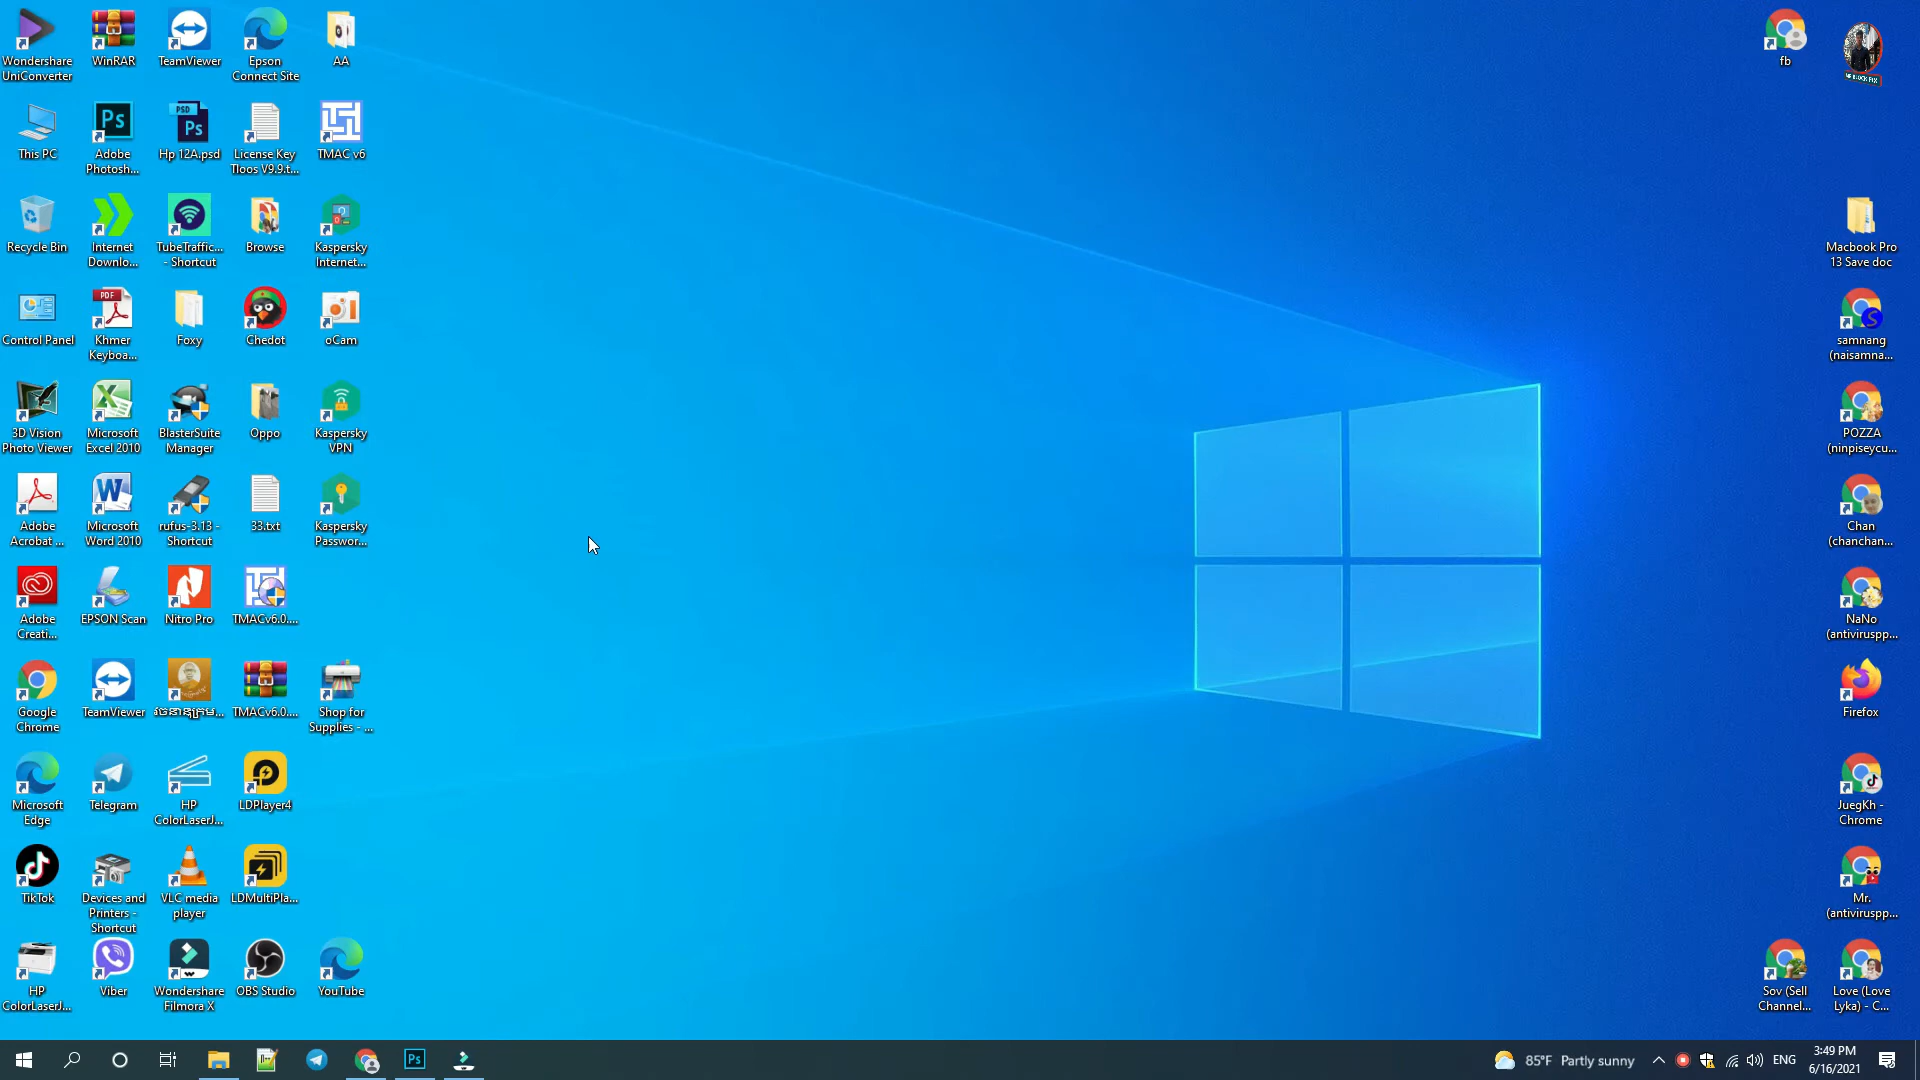 Wondershare
UniConverter
WinRAR
TeamViewer
Epson
Connect Site
AA
fb
MR BLOCK FIX
This PC
Adobe
Photosh...
Hp 12A.psd
License Key
Tloos V9.9.t...
TMAC v6
Recycle Bin
Internet
Downlo...
TubeTraffic...
- Shortcut
Browse
Kaspersky
Internet...
Macbook Pro
13 Save doc
Control Panel
Khmer
Keyboa...
Foxy
Chedot
oCam
samnang
(naisamna...
3D Vision
Photo Viewer
Microsoft
Excel 2010
BlasterSuite
Manager
Oppo
Kaspersky
VPN
POZZA
(ninpiseycu...
Adobe
Acrobat ...
Microsoft
Word 2010
rufus-3.13 -
Shortcut
33.txt
Kaspersky
Passwor...
Chan
(chanchan...
Adobe
Creati...
EPSON Scan
Nitro Pro
TMACv6.0....
NaNo
(antiviruspp...
Google
Chrome
TeamViewer
TMACv6.0....
Shop for
Supplies - ...
Firefox
Microsoft
Edge
Telegram
HP
ColorLaserJ...
LDPlayer4
JuegKh -
Chrome
TikTok
Devices and
Printers -
Shortcut
VLC media
player
LDMultiPla...
Mr.
(antiviruspp...
HP
ColorLaserJ...
Viber
Wondershare
Filmora X
OBS Studio
YouTube
Sov (Sell
Channel...
Love (Love
Lyka) - C...
85°F Partly sunny
ENG
3:49 PM
6/16/2021